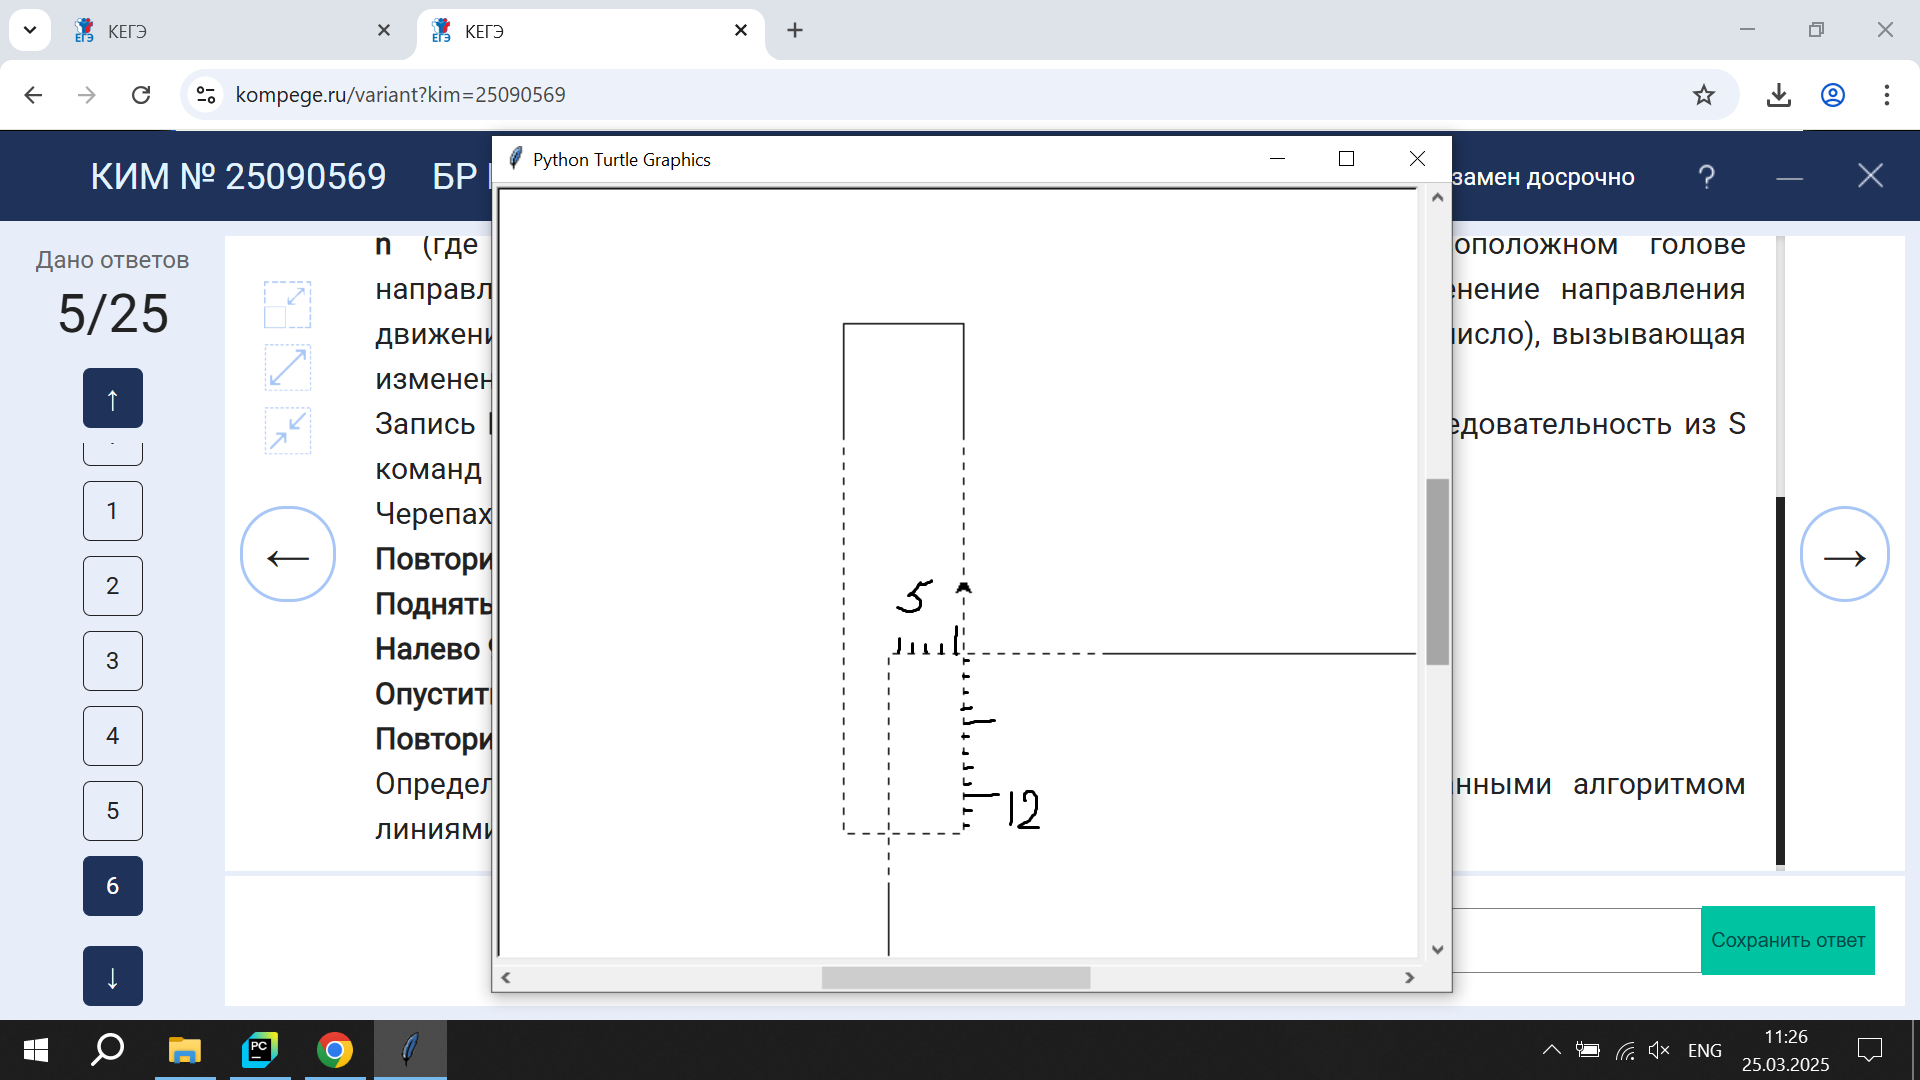 КЕГЭ
КЕГЭ
kompege.ru/variant?kim=25090569
КИМ № 25090569 БР
Python Turtle Graphics
замен досрочно
?
Дано ответов
5/25
n (где
оположном голове
направл
енение направления
движени
исло), вызывающая
изменен
Запись
едовательность из S
команд
Черепах
Повтори
Поднять
Налево
Опустить
Повтори
Определ
анными алгоритмом
линиями
5
12
1
2
3
4
5
6
Сохранить ответ
ENG
11:26
25.03.2025